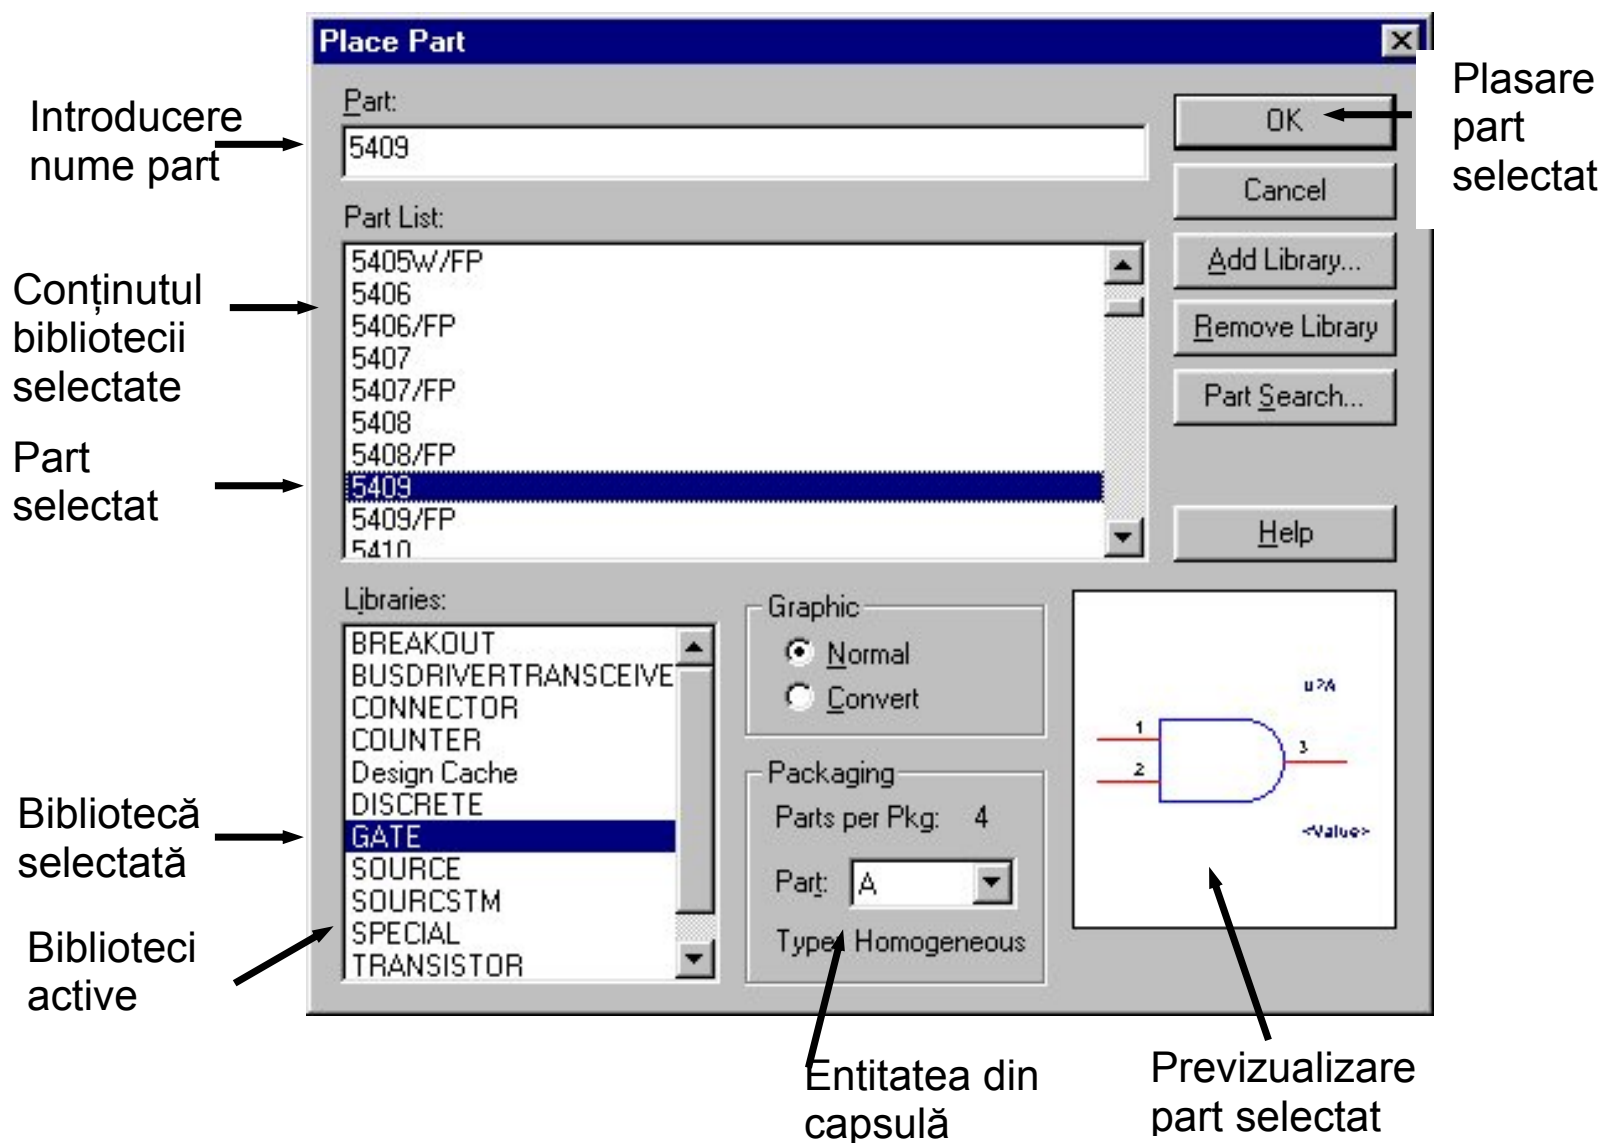 Place Part
Introducere
nume part
Part:
5409
OK
Plasare
part
selectat
Cancel
Part List:
Conținutul
bibliotecii
selectate
Part
selectat
5405W/FP
5406
5406/FP
5407
5407/FP
5408
5408/FP
5409
5409/FP
5410
Add Library...
Remove Library
Part Search...
Help
Libraries:
BREAKOUT
BUSDRIVERTRANSCEIVE
CONNECTOR
COUNTER
Design Cache
DISCRETE
GATE
SOURCE
SOURCSTM
SPECIAL
TRANSISTOR
Bibliotecă
selectată
Biblioteci
active
Graphic
Normal
Convert
Packaging
Parts per Pkg: 4
Part: A
Type: Homogeneous
u?A
1
2
3
<Value>
Entitatea din
capsulă
Previzualizare
part selectat